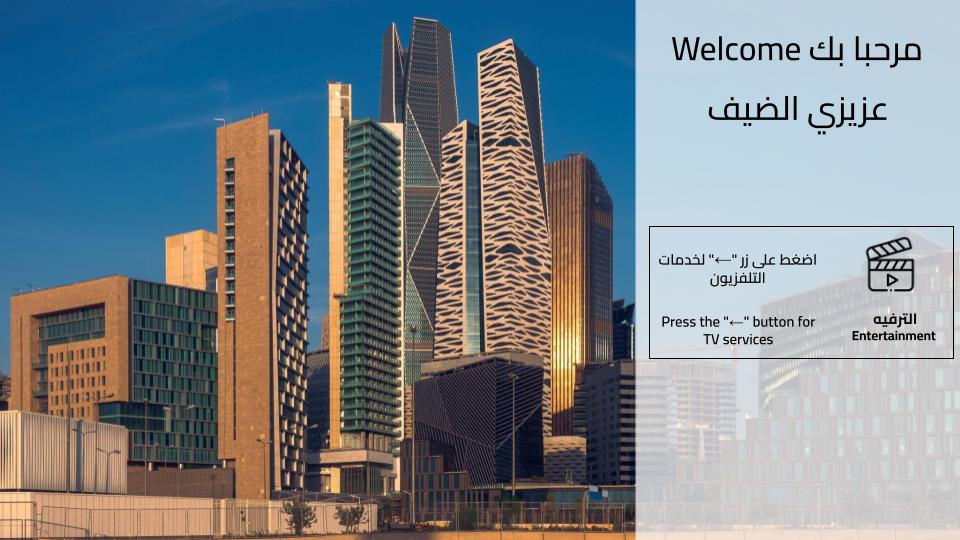 مرحبا بك Welcome
عزيزي الضيف
اضغط على زر "←" لخدمات
التلفزيون
Press the "←" button for
TV services
الترفيه
Entertainment